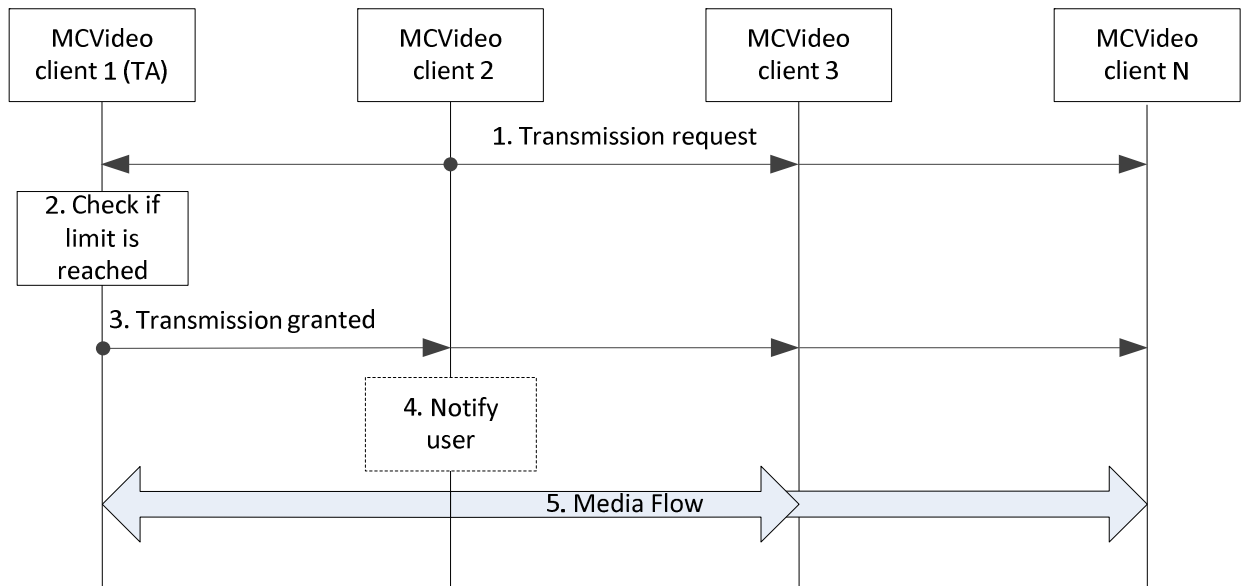 MCVideo
client 1 (TA)
MCVideo
client 2
MCVideo
client 3
MCVideo
client N
1. Transmission request
2. Check if
limit is
reached
3. Transmission granted
4. Notify
user
5. Media Flow